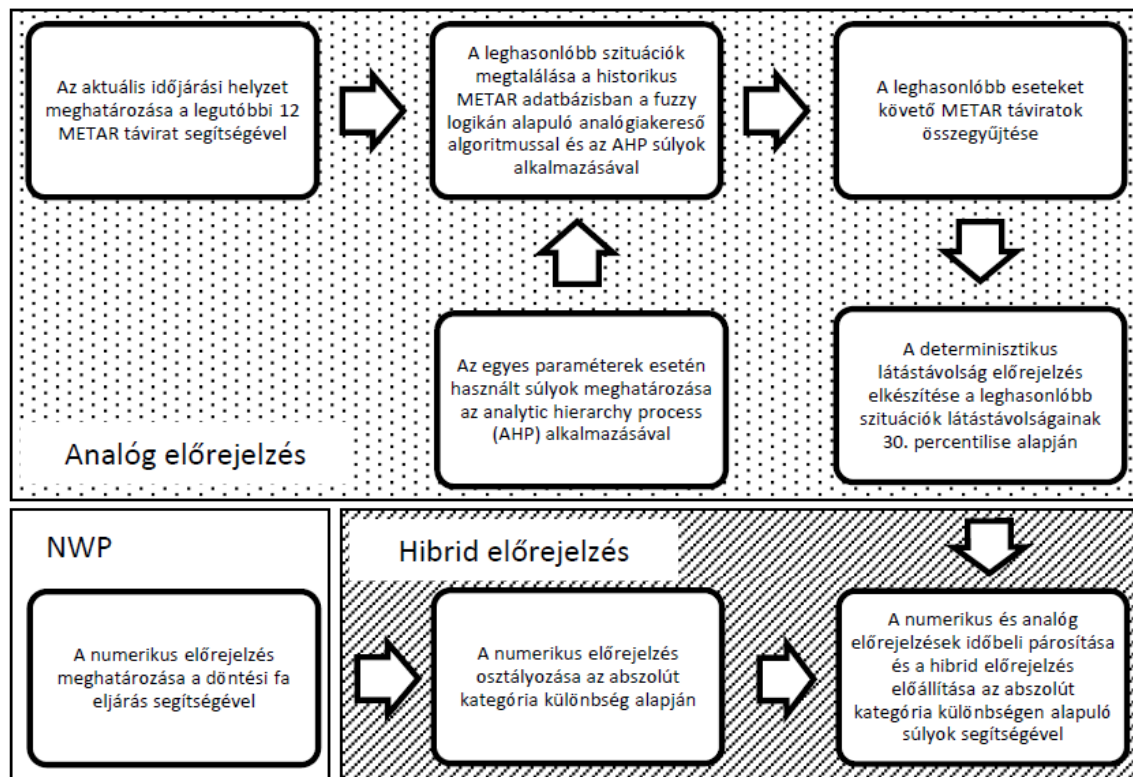 Az aktuális időjárási helyzet
meghatározása a legutóbbi 12
METAR távirat segítségével
A leghasonlóbb szituációk
megtalálása a historikus
METAR adatbázisban a fuzzy
logikán alapuló analógiakereső
algoritmussal és az AHP súlyok
alkalmazásával
A leghasonlóbb eseteket
követő METAR táviratok
összegyűjtése
Az egyes paraméterek esetén
használt súlyok meghatározása
az analytic hierarchy process
(AHP) alkalmazásával
A determinisztikus
látástávolság előrejelzés
elkészítése a leghasonlóbb
szituációk látástávolságainak
30. percentilise alapján
Analóg előrejelzés
NWP
A numerikus előrejelzés
meghatározása a döntési fa
eljárás segítségével
Hibrid előrejelzés
A numerikus előrejelzés
osztályozása az abszolút
kategória különbség alapján
A numerikus és analóg
előrejelzések időbeli párosítása
és a hibrid előrejelzés
előállítása az abszolút
kategória különbségen alapuló
súlyok segítségével